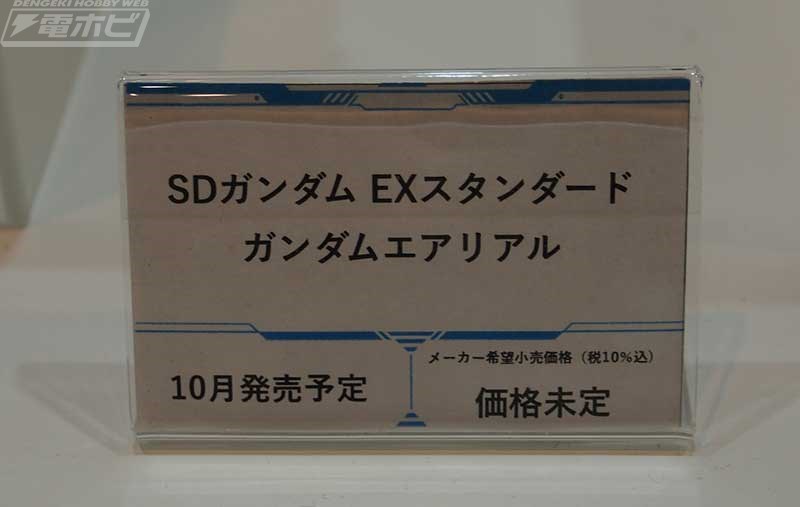 DENGEKI HOBBY WEB
電ホビ
SDガンダム EXスタンダード
ガンダムエアリアル
メーカー希望小売価格（税10%込）
10月発売予定
価格未定